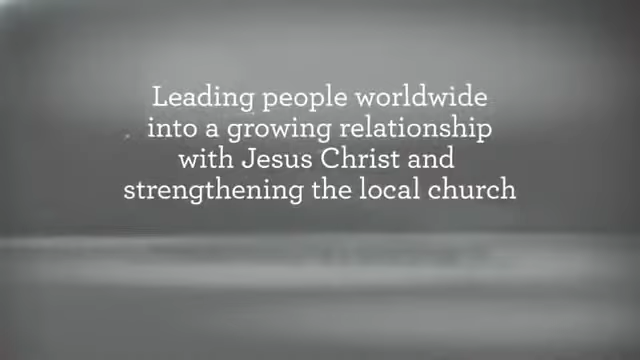 Leading people worldwide
into a growing relationship
with Jesus Christ and
strengthening the local church